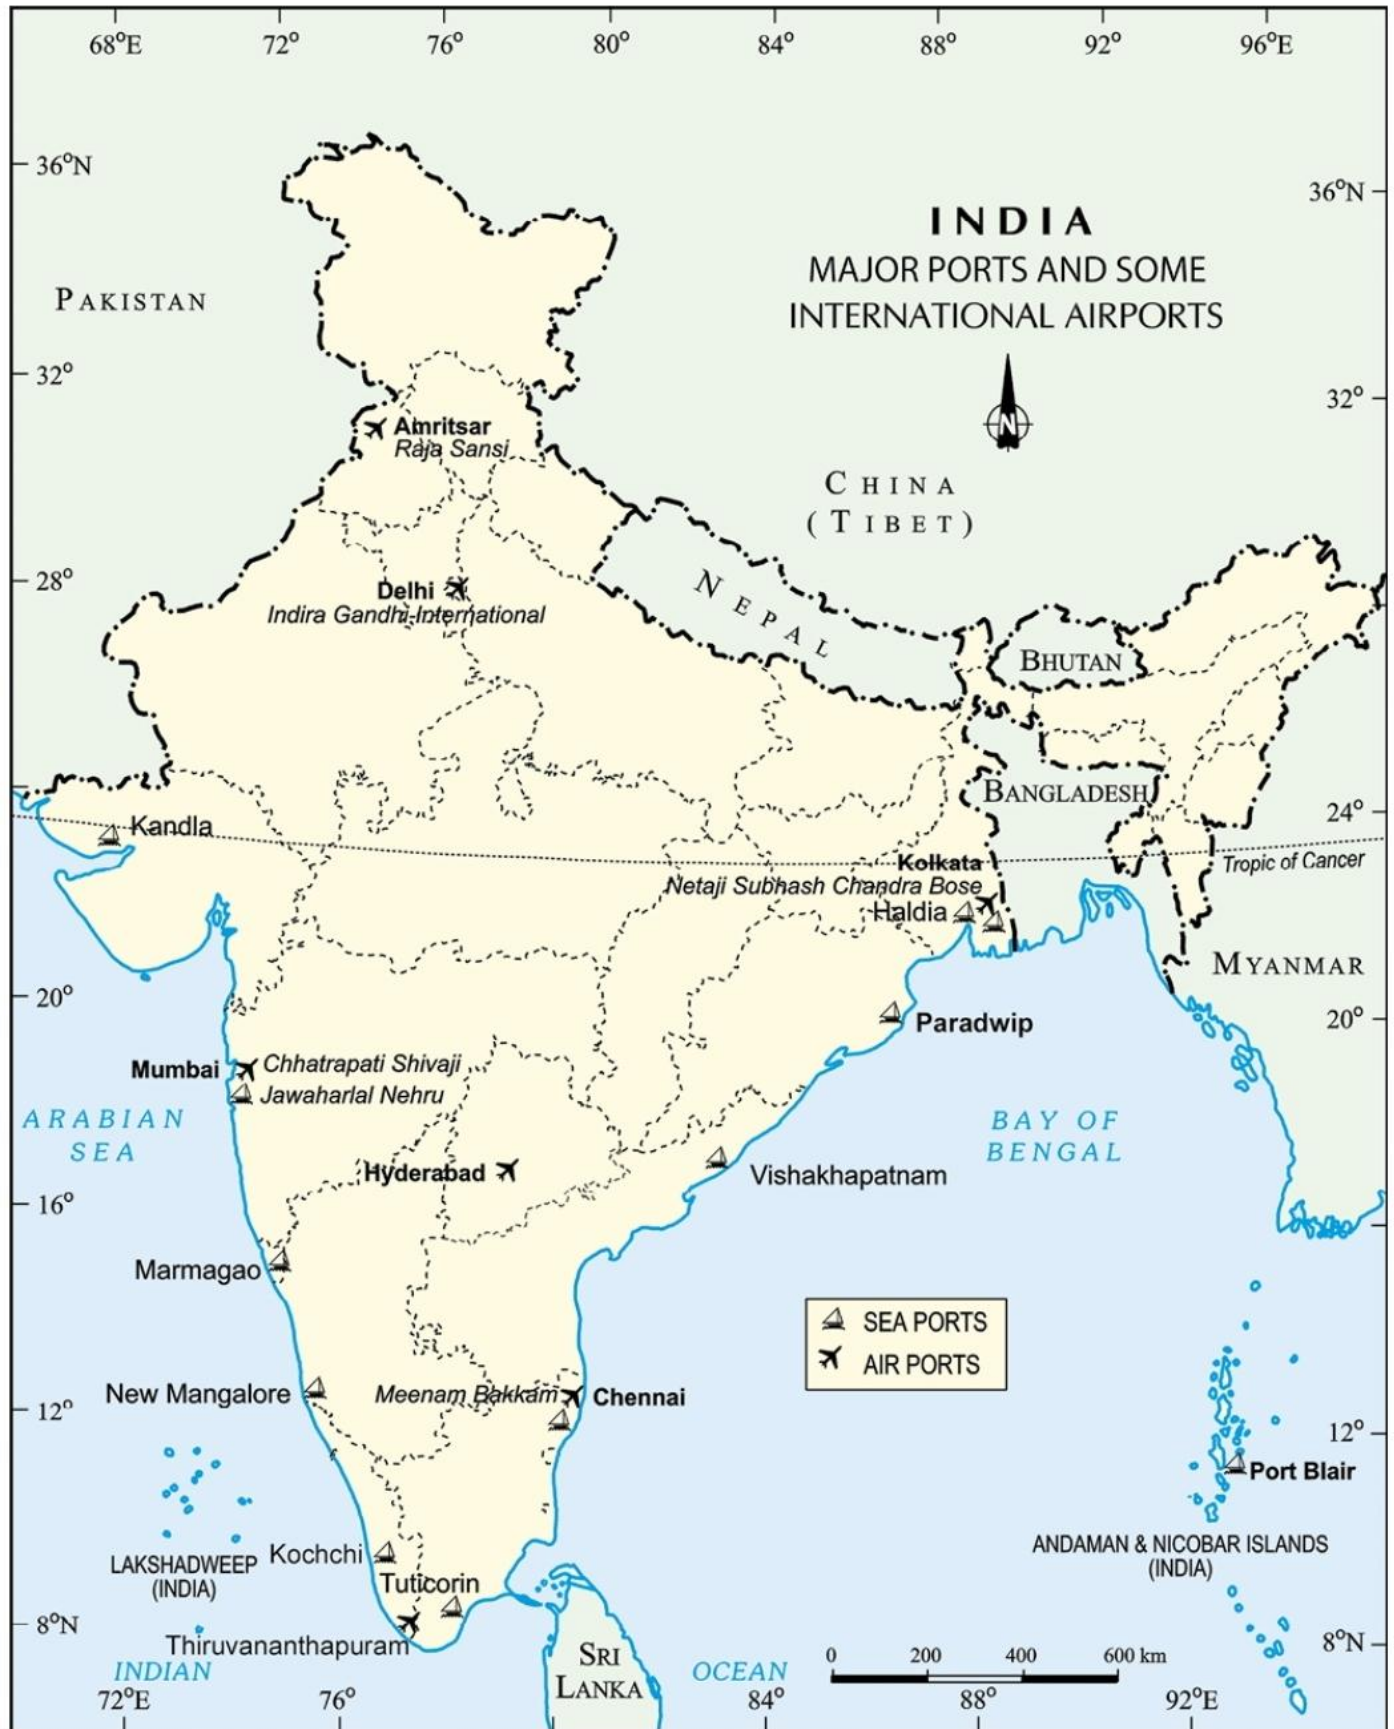 68°E 72° 76° 80° 84° 88° 92° 96°E
36°N
36°N
INDIA
MAJOR PORTS AND SOME
INTERNATIONAL AIRPORTS
PAKISTAN
32°
32°
N
Amritsar
Raja Sansi
CHINA
(TIBET)
28°
NEPAL
Delhi
Indira Gandhi International
BHUTAN
BANGLADESH
24°
Kandla
Kolkata
Tropic of Cancer
Netaji Subhash Chandra Bose
Haldia
MYANMAR
20°
20°
Paradwip
Mumbai
Chhatrapati Shivaji
Jawaharlal Nehru
ARABIAN
SEA
BAY OF
BENGAL
Hyderabad
Vishakhapatnam
16°
Marmagao
SEA PORTS
AIR PORTS
New Mangalore
Meenam Bakkam
Chennai
12°
12°
Port Blair
LAKSHADWEEP
(INDIA)
Kochchi
ANDAMAN & NICOBAR ISLANDS
(INDIA)
Tuticorin
8°N
8°N
Thiruvananthapuram
SRI
LANKA
INDIAN
OCEAN
0 200 400 600 km
72°E 76° 84° 88° 92°E